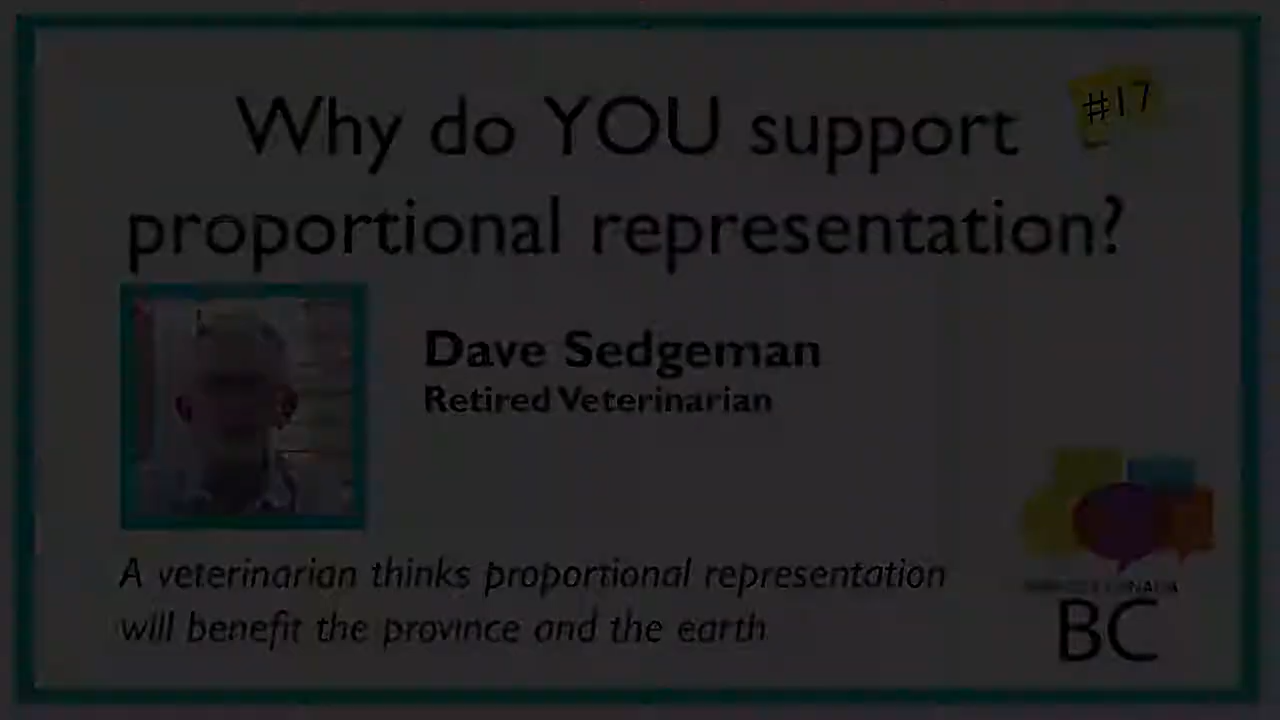 Why do YOU support
#17
proportional representation?
Dave Sedgeman
Retired Veterinarian
A veterinarian thinks proportional representation
will benefit the province and the earth
CANADA
BC